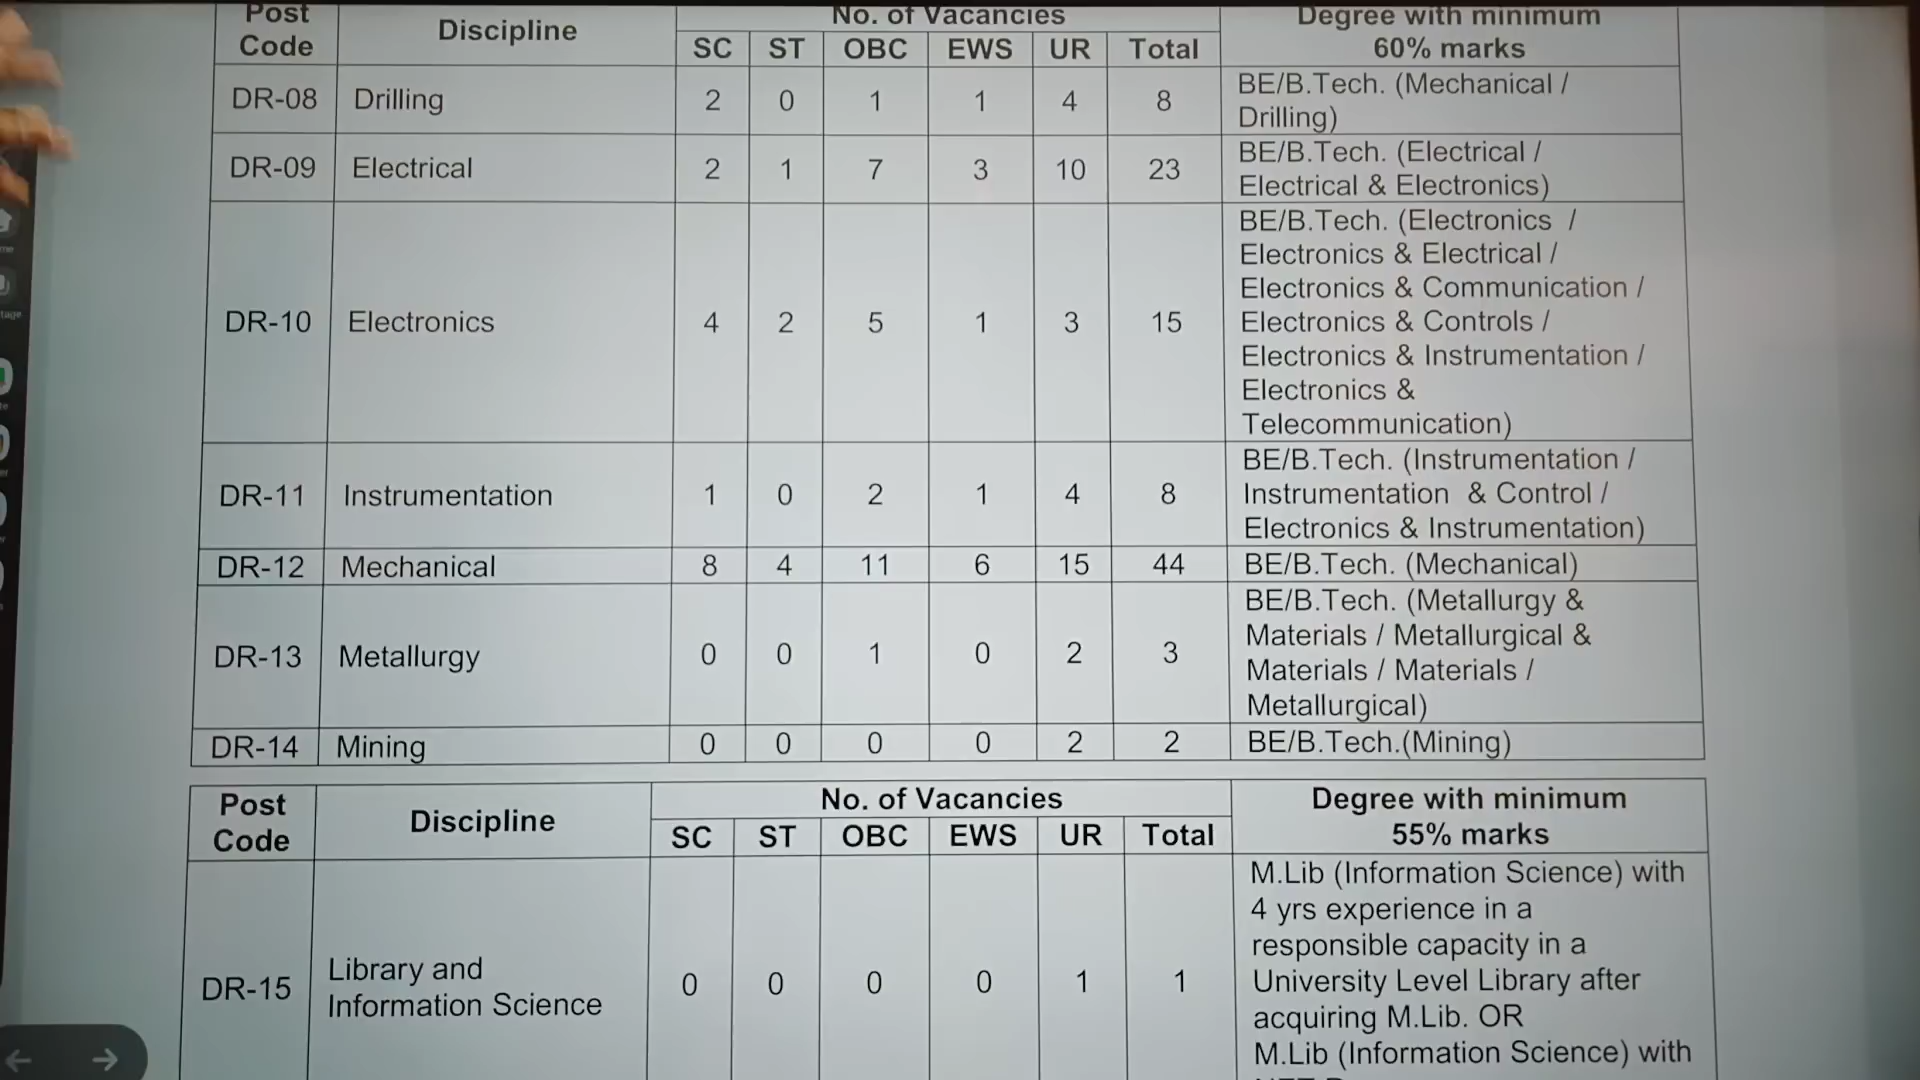 Post Code | Discipline | No. of Vacancies | Degree with minimum 60% marks
SC | ST | OBC | EWS | UR | Total
DR-08 | Drilling | 2 | 0 | 1 | 1 | 4 | 8 | BE/B.Tech. (Mechanical /
Drilling)
DR-09 | Electrical | 2 | 1 | 7 | 3 | 10 | 23 | BE/B.Tech. (Electrical /
Electrical & Electronics)
DR-10 | Electronics | 4 | 2 | 5 | 1 | 3 | 15 | BE/B.Tech. (Electronics /
Electronics & Electrical /
Electronics & Communication /
Electronics & Controls /
Electronics & Instrumentation /
Electronics &
Telecommunication)
DR-11 | Instrumentation | 1 | 0 | 2 | 1 | 4 | 8 | BE/B.Tech. (Instrumentation /
Instrumentation & Control /
Electronics & Instrumentation)
DR-12 | Mechanical | 8 | 4 | 11 | 6 | 15 | 44 | BE/B.Tech. (Mechanical)
DR-13 | Metallurgy | 0 | 0 | 1 | 0 | 2 | 3 | BE/B.Tech. (Metallurgy &
Materials / Metallurgical &
Materials / Materials /
Metallurgical)
DR-14 | Mining | 0 | 0 | 0 | 0 | 2 | 2 | BE/B.Tech.(Mining)
Post Code | Discipline | No. of Vacancies | Degree with minimum 55% marks
SC | ST | OBC | EWS | UR | Total
DR-15 | Library and Information Science | 0 | 0 | 0 | 0 | 1 | 1 | M.Lib (Information Science) with
4 yrs experience in a
responsible capacity in a
University Level Library after
acquiring M.Lib. OR
M.Lib (Information Science) with